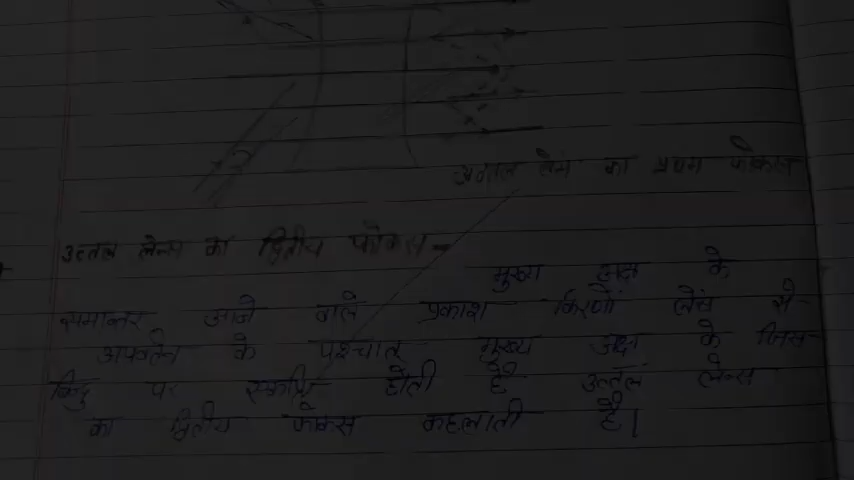 अवतल लेन्स का प्रथम फोकस
उत्तल लेन्स का द्वितीय फोकस -
मुख्य अक्ष के
समान्तर आने वाले प्रकाश किरणों लेंस से
अपवर्तन के पश्चात् मुख्य अक्ष के जिस
बिन्दु पर होती है उत्तल लेन्स
का द्वितीय फोकस कहलाती है।